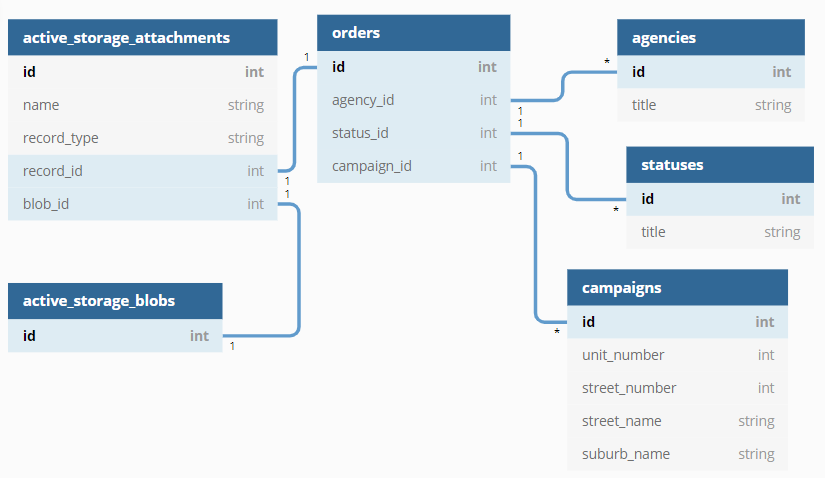 active_storage_attachments
id int
name string
record_type string
record_id int
blob_id int
1
1
active_storage_blobs
id int
1
orders
1
id int
agency_id int
1
status_id int
1
campaign_id int
1
agencies
*
id int
title string
statuses
id int
*
title string
campaigns
id int
*
unit_number int
street_number int
street_name string
suburb_name string